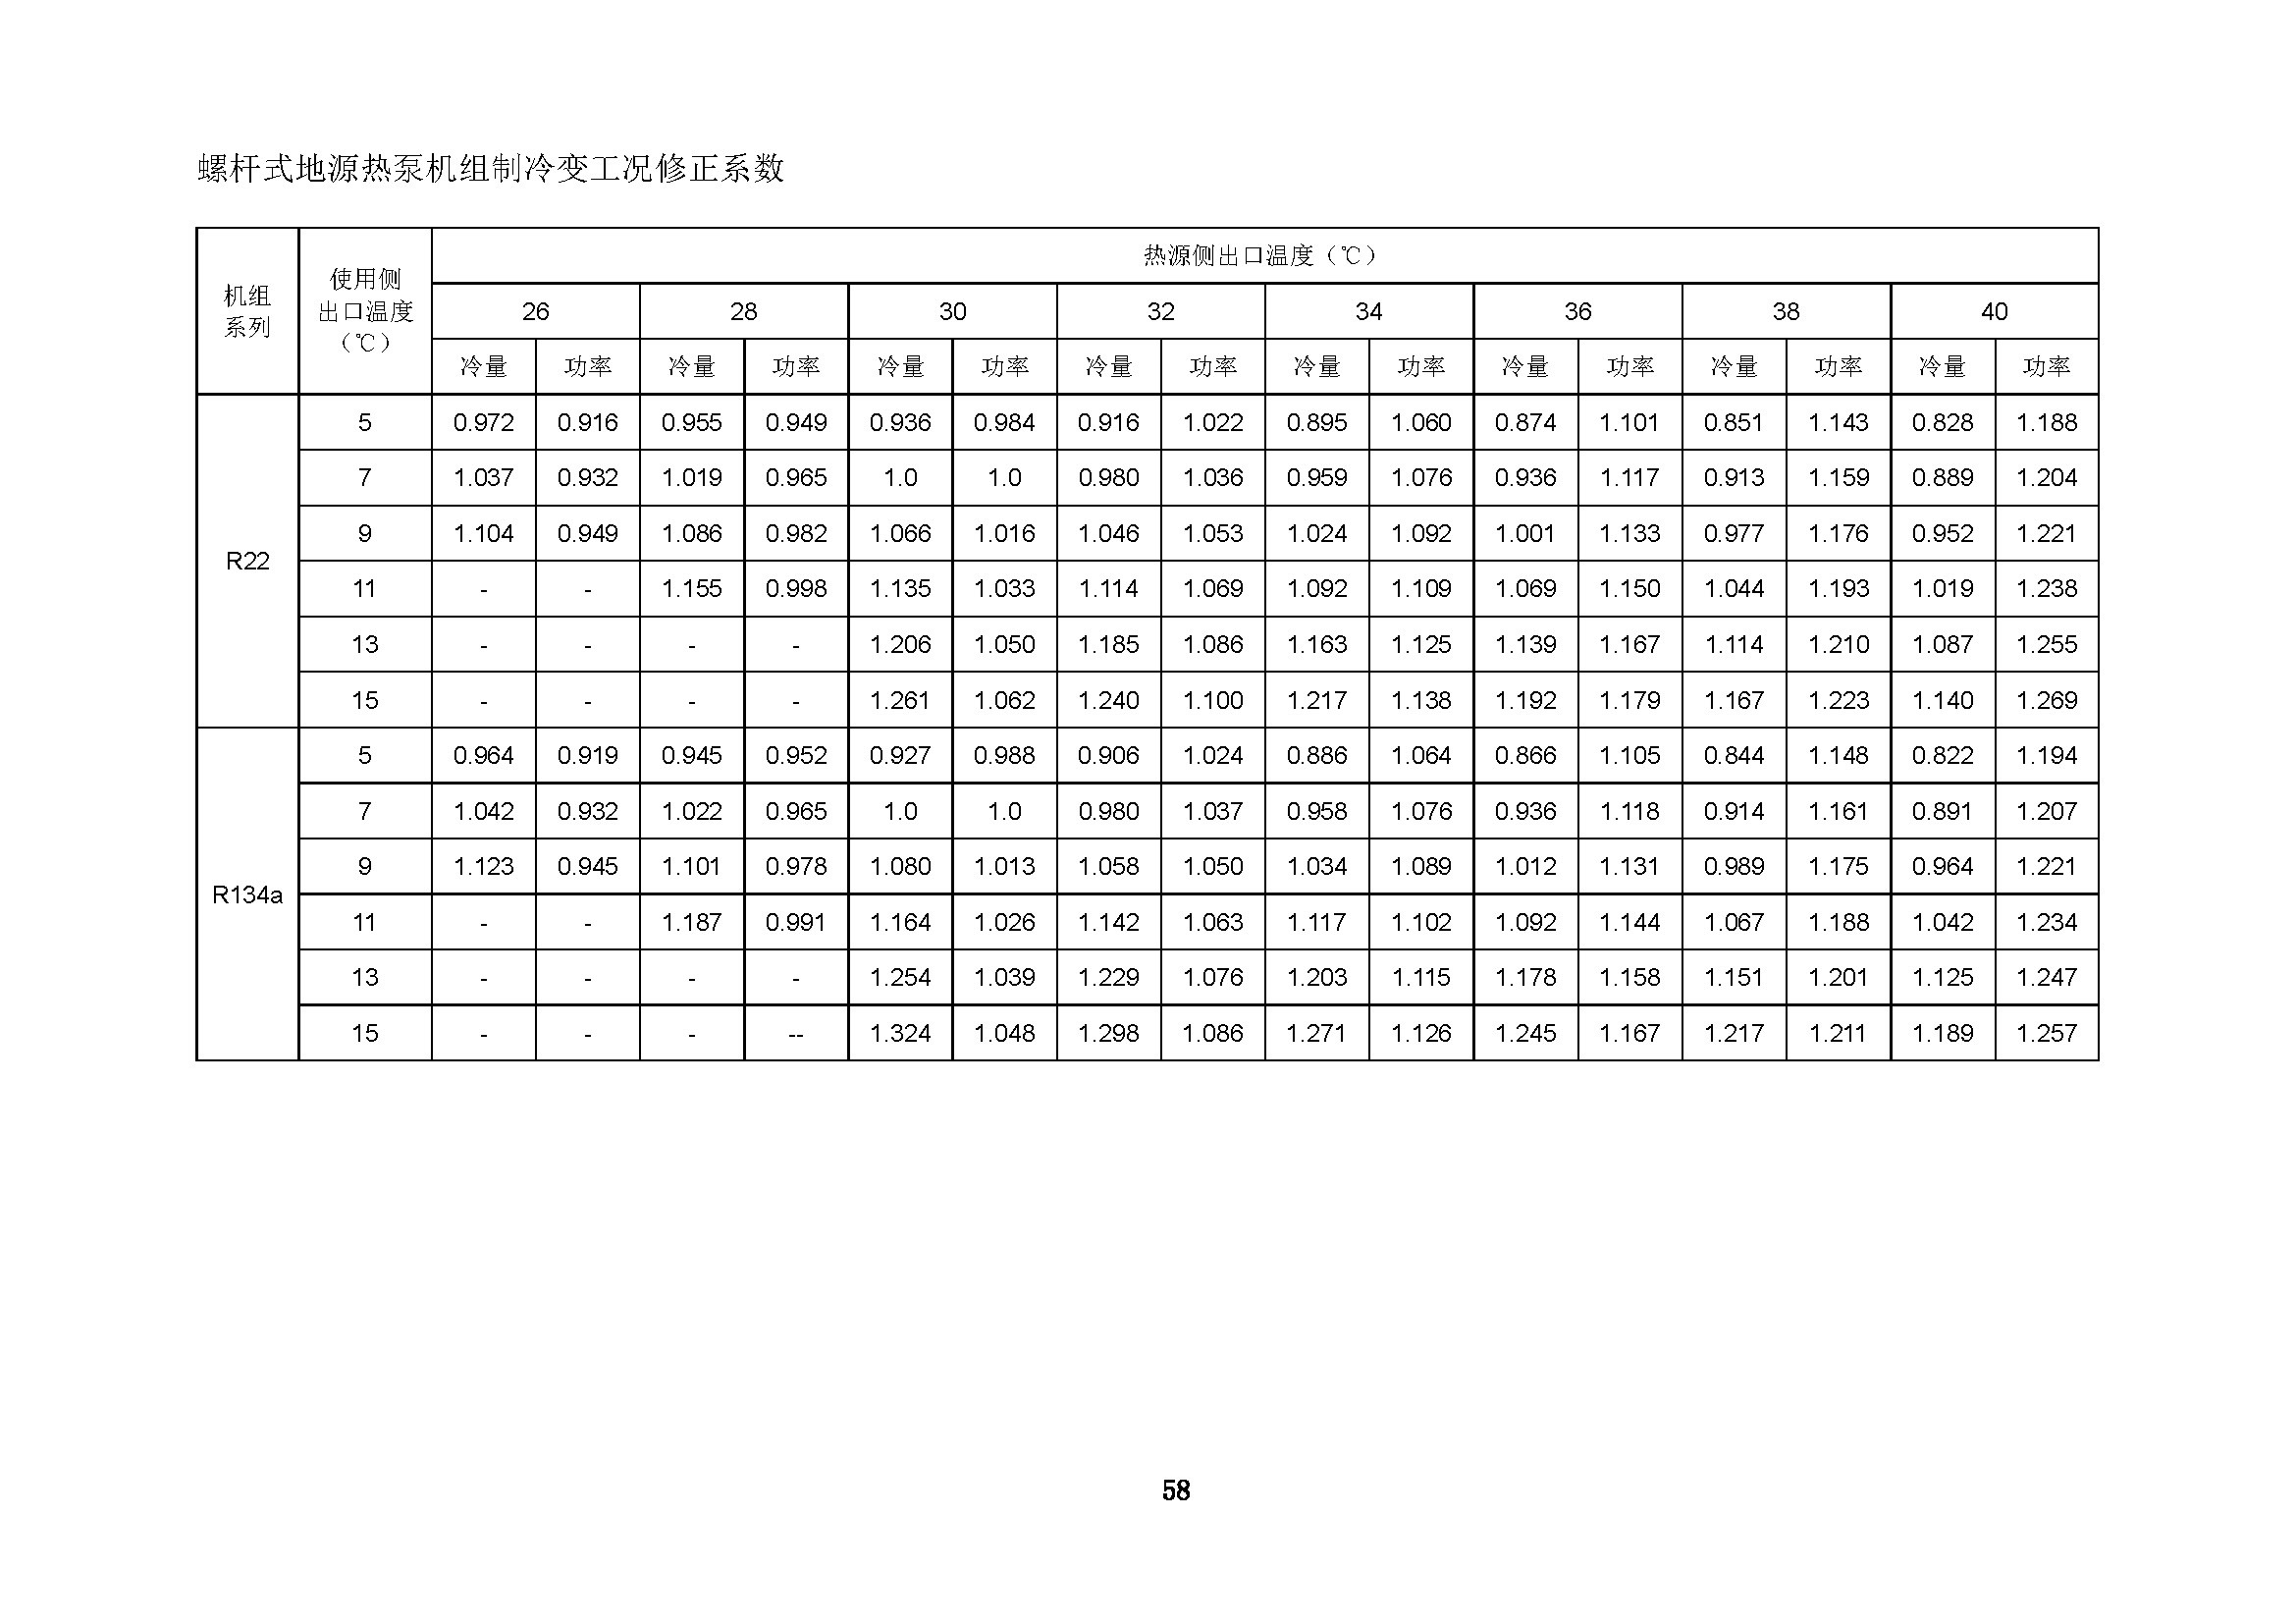 螺杆式地源热泵机组制冷变工况修正系数
机组系列 使用侧出口温度（℃） 热源侧出口温度（℃）
26 28 30 32 34 36 38 40
冷量 功率 冷量 功率 冷量 功率 冷量 功率 冷量 功率 冷量 功率 冷量 功率 冷量 功率
R22
5 0.972 0.916 0.955 0.949 0.936 0.984 0.916 1.022 0.895 1.060 0.874 1.101 0.851 1.143 0.828 1.188
7 1.037 0.932 1.019 0.965 1.0 1.0 0.980 1.036 0.959 1.076 0.936 1.117 0.913 1.159 0.889 1.204
9 1.104 0.949 1.086 0.982 1.066 1.016 1.046 1.053 1.024 1.092 1.001 1.133 0.977 1.176 0.952 1.221
11 - - 1.155 0.998 1.135 1.033 1.114 1.069 1.092 1.109 1.069 1.150 1.044 1.193 1.019 1.238
13 - - - - 1.206 1.050 1.185 1.086 1.163 1.125 1.139 1.167 1.114 1.210 1.087 1.255
15 - - - - 1.261 1.062 1.240 1.100 1.217 1.138 1.192 1.179 1.167 1.223 1.140 1.269
R134a
5 0.964 0.919 0.945 0.952 0.927 0.988 0.906 1.024 0.886 1.064 0.866 1.105 0.844 1.148 0.822 1.194
7 1.042 0.932 1.022 0.965 1.0 1.0 0.980 1.037 0.958 1.076 0.936 1.118 0.914 1.161 0.891 1.207
9 1.123 0.945 1.101 0.978 1.080 1.013 1.058 1.050 1.034 1.089 1.012 1.131 0.989 1.175 0.964 1.221
11 - - 1.187 0.991 1.164 1.026 1.142 1.063 1.117 1.102 1.092 1.144 1.067 1.188 1.042 1.234
13 - - - - 1.254 1.039 1.229 1.076 1.203 1.115 1.178 1.158 1.151 1.201 1.125 1.247
15 - - - -- 1.324 1.048 1.298 1.086 1.271 1.126 1.245 1.167 1.217 1.211 1.189 1.257
58